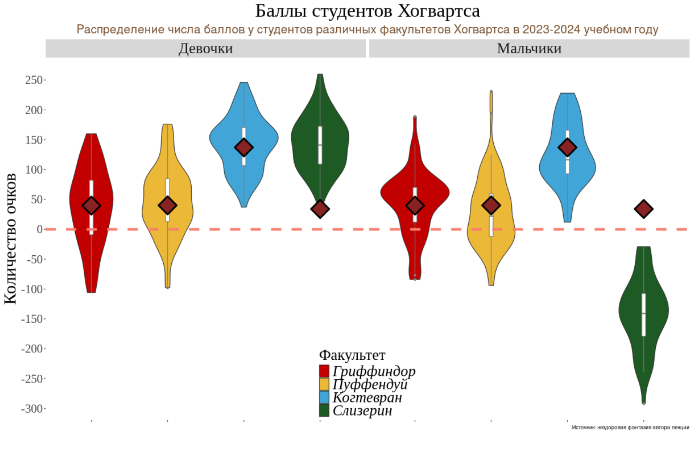 Баллы студентов Хогвартса
Распределение числа баллов у студентов различных факультетов Хогвартса в 2023-2024 учебном году
Девочки
Мальчики
Количество очков
250
200
150
100
50
0
-50
-100
-150
-200
-250
-300
Факультет
Гриффиндор
Пуффендуй
Когтевран
Слизерин
Источник: нездоровая фантазия автора лекции